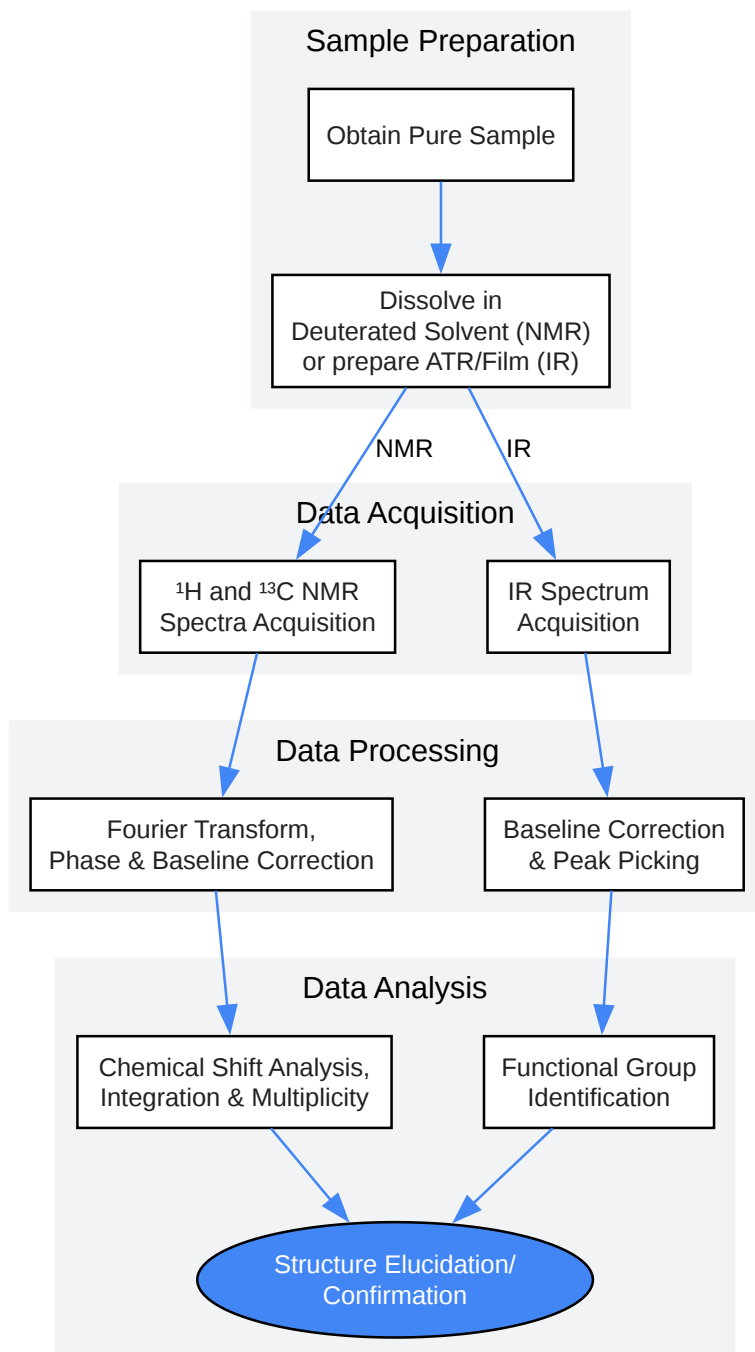 Sample Preparation
Obtain Pure Sample
Dissolve in
Deuterated Solvent (NMR)
or prepare ATR/Film (IR)
NMR
IR
Data Acquisition
¹H and ¹³C NMR
Spectra Acquisition
IR Spectrum
Acquisition
Data Processing
Fourier Transform,
Phase & Baseline Correction
Baseline Correction
& Peak Picking
Data Analysis
Chemical Shift Analysis,
Integration & Multiplicity
Functional Group
Identification
Structure Elucidation/
Confirmation